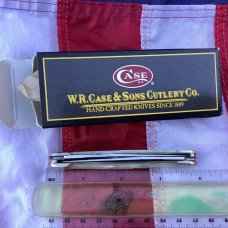 CASE
W.R. CASE & SONS CUTLERY CO.
HAND-CRAFTED KNIVES SINCE 1889